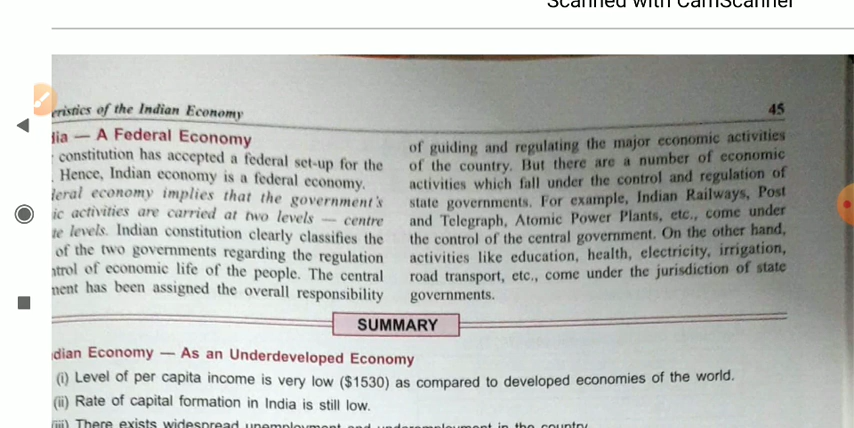 Scanned with CamScanner
eristics of the Indian Economy
45
dia — A Federal Economy
constitution has accepted a federal set-up for the
. Hence, Indian economy is a federal economy.
deral economy implies that the government's
ic activities are carried at two levels — centre
te levels. Indian constitution clearly classifies the
of the two governments regarding the regulation
ntrol of economic life of the people. The central
ment has been assigned the overall responsibility
of guiding and regulating the major economic activities
of the country. But there are a number of economic
activities which fall under the control and regulation of
state governments. For example, Indian Railways, Post
and Telegraph, Atomic Power Plants, etc., come under
the control of the central government. On the other hand,
activities like education, health, electricity, irrigation,
road transport, etc., come under the jurisdiction of state
governments.
SUMMARY
dian Economy — As an Underdeveloped Economy
(i) Level of per capita income is very low ($1530) as compared to developed economies of the world.
(ii) Rate of capital formation in India is still low.
(iii) There exists widespread unemployment and underemployment in the country